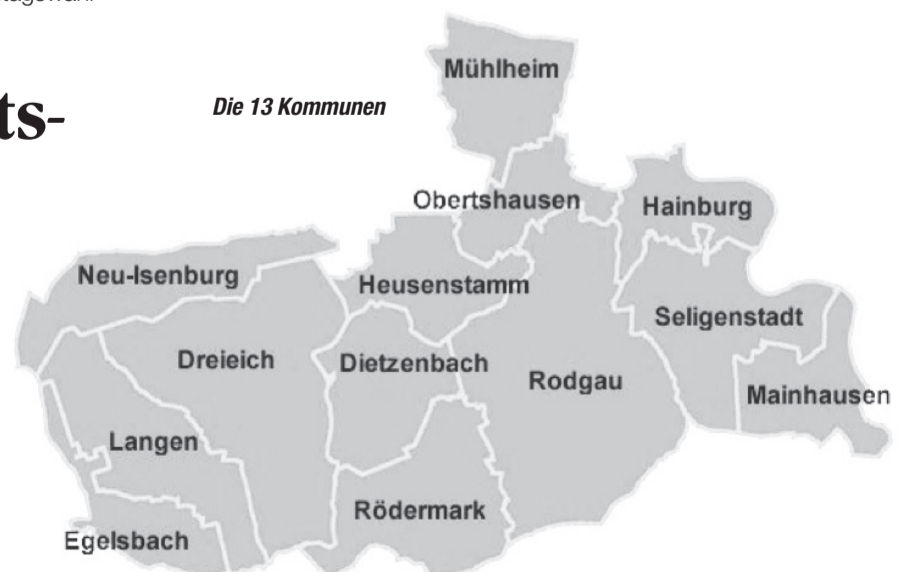 ts-
Die 13 Kommunen
Mühlheim
Obertshausen
Hainburg
Neu-Isenburg
Heusenstamm
Seligenstadt
Dreieich
Dietzenbach
Rodgau
Mainhausen
Langen
Rödermark
Egelsbach